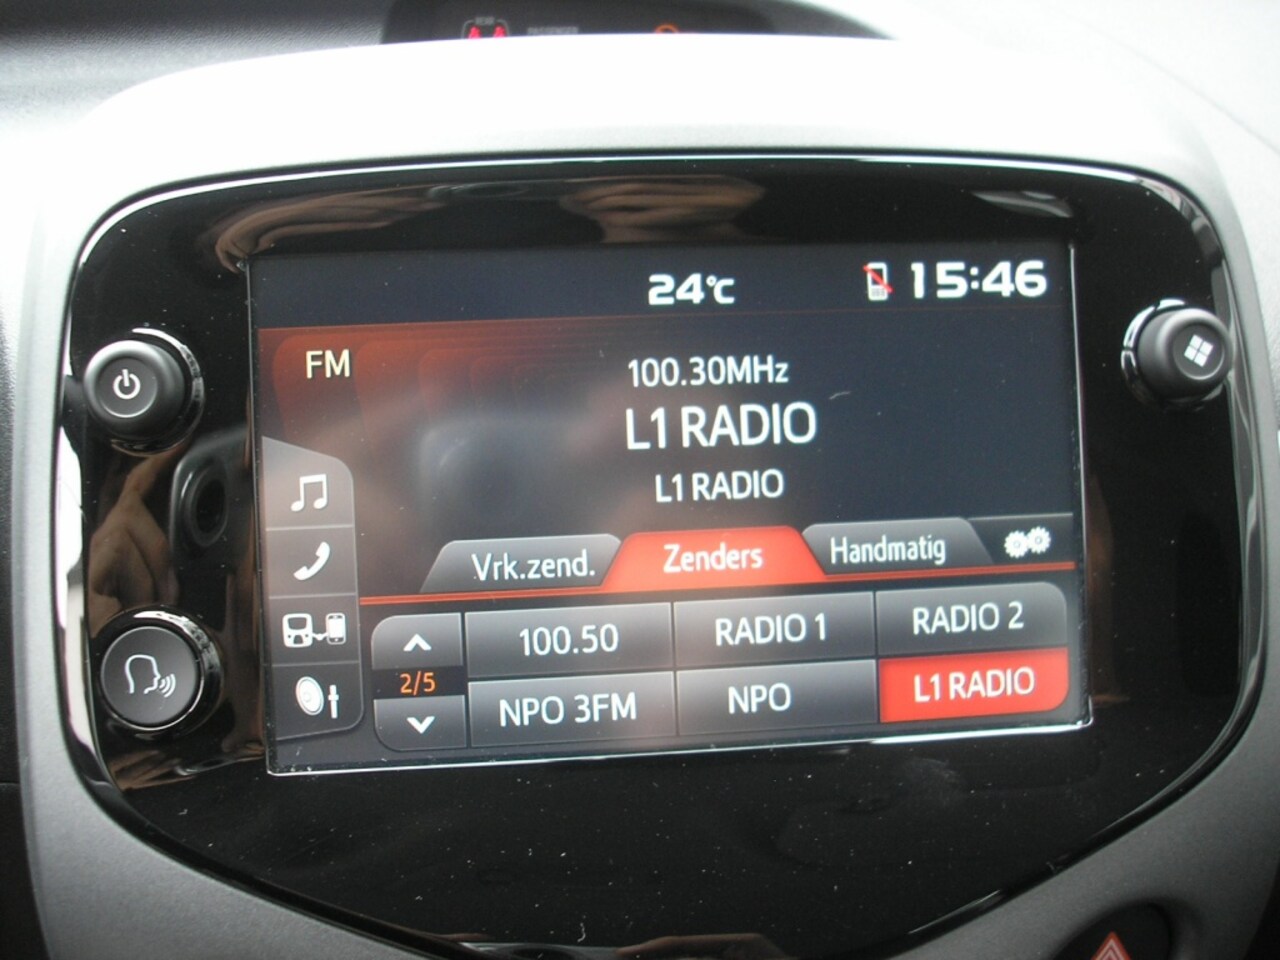 24°C 15:46
FM
100.30MHz
L1 RADIO
L1 RADIO
Vrk.zend. Zenders Handmatig
100.50 RADIO 1 RADIO 2
2/5
NPO 3FM NPO L1 RADIO